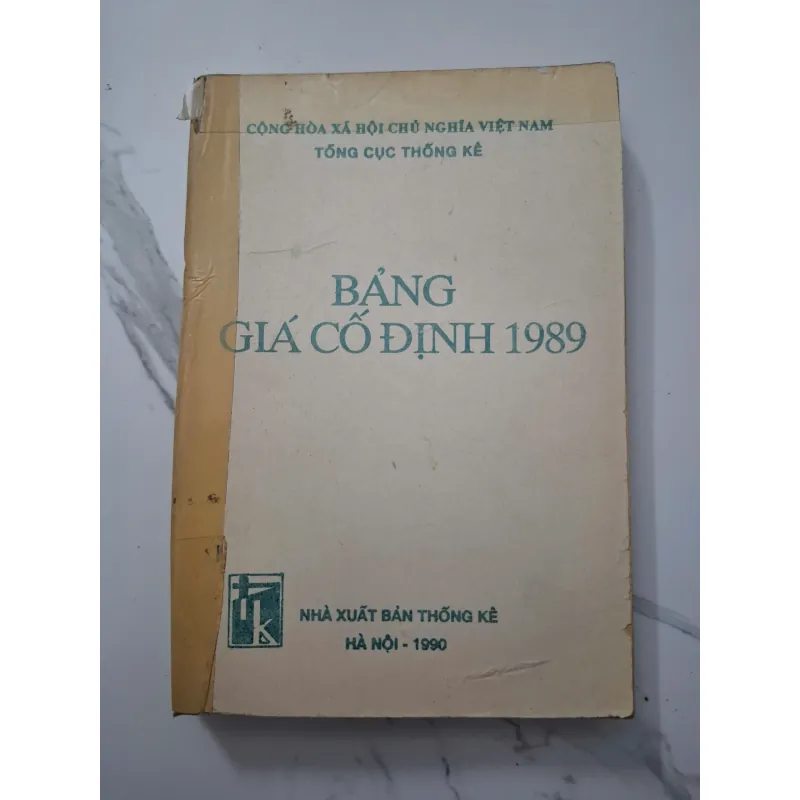 CỘNG HÒA XÃ HỘI CHỦ NGHĨA VIỆT NAM
TỔNG CỤC THỐNG KÊ
BẢNG
GIÁ CỐ ĐỊNH 1989
TK
NHÀ XUẤT BẢN THỐNG KÊ
HÀ NỘI - 1990